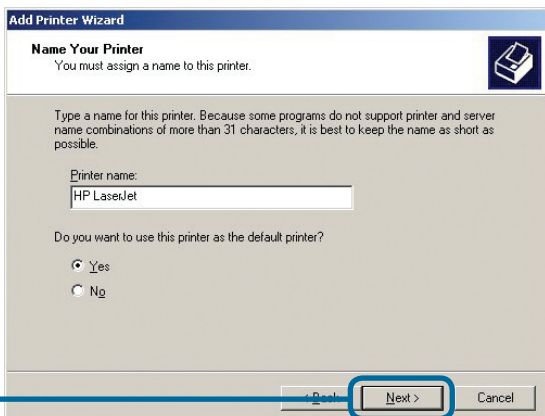 Add Printer Wizard
Name Your Printer
You must assign a name to this printer.
Type a name for this printer. Because some programs do not support printer and server
name combinations of more than 31 characters, it is best to keep the name as short as
possible.
Printer name:
HP LaserJet
Do you want to use this printer as the default printer?
Yes
No
< Back
Next >
Cancel